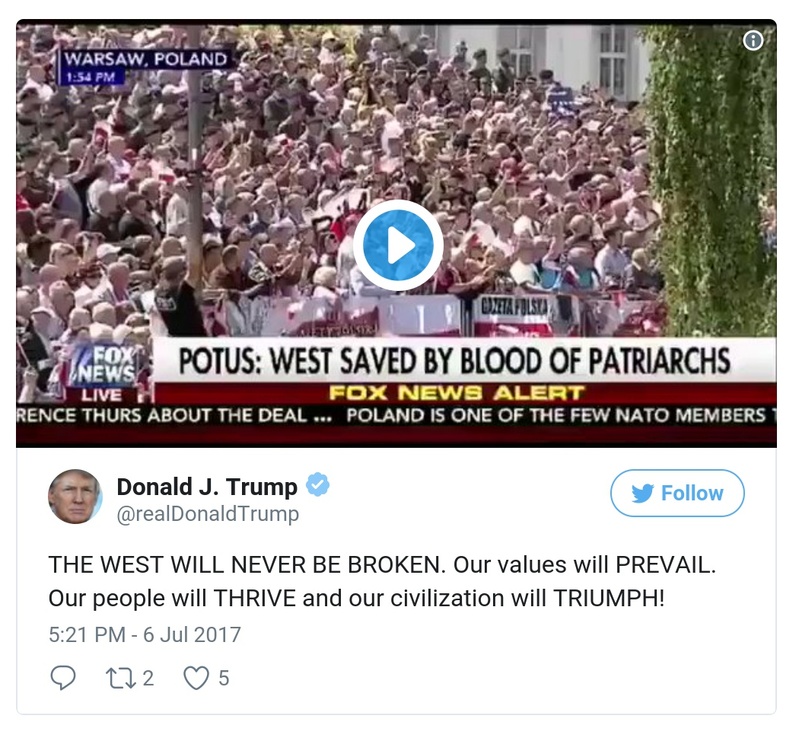 WARSAW, POLAND
1:54 PM
GAZETA POLSKA
FOX
NEWS
LIVE
POTUS: WEST SAVED BY BLOOD OF PATRIARCHS
FOX NEWS ALERT
RENCE THURS ABOUT THE DEAL ... POLAND IS ONE OF THE FEW NATO MEMBERS
Donald J. Trump
@realDonaldTrump
Follow
THE WEST WILL NEVER BE BROKEN. Our values will PREVAIL.
Our people will THRIVE and our civilization will TRIUMPH!
5:21 PM - 6 Jul 2017
2
5